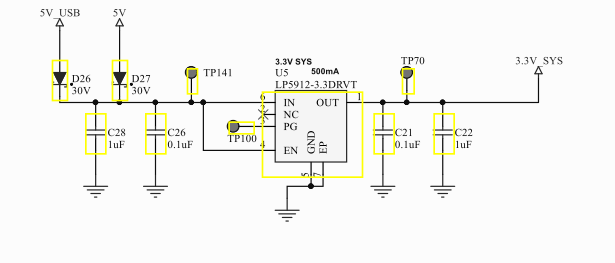 5V_USB
5V
D26
30V
D27
30V
TP141
3.3V SYS
U5
500mA
LP5912-3.3DRVT
TP70
3.3V_SYS
6
IN
OUT
1
NC
PG
TP100
4
EN
GND
EP
5
7
C28
1uF
C26
0.1uF
C21
0.1uF
C22
1uF